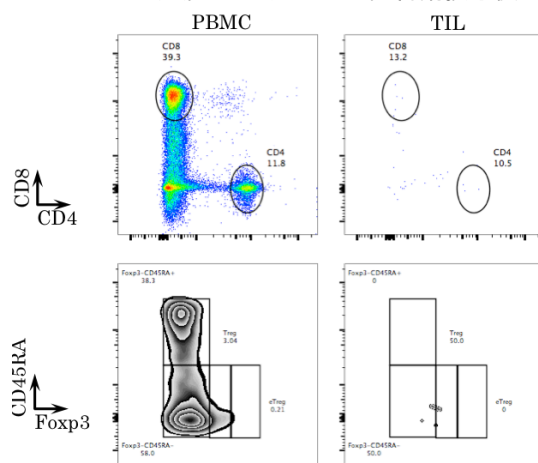 PBMC
TIL
CD8
39.3
CD4
11.8
CD8
13.2
CD4
10.5
CD8
CD4
Foxp3-CD45RA+
38.3
Treg
3.04
eTreg
0.21
Foxp3-CD45RA-
58.0
Foxp3-CD45RA+
0
Treg
50.0
eTreg
0
Foxp3-CD45RA-
50.0
CD45RA
Foxp3